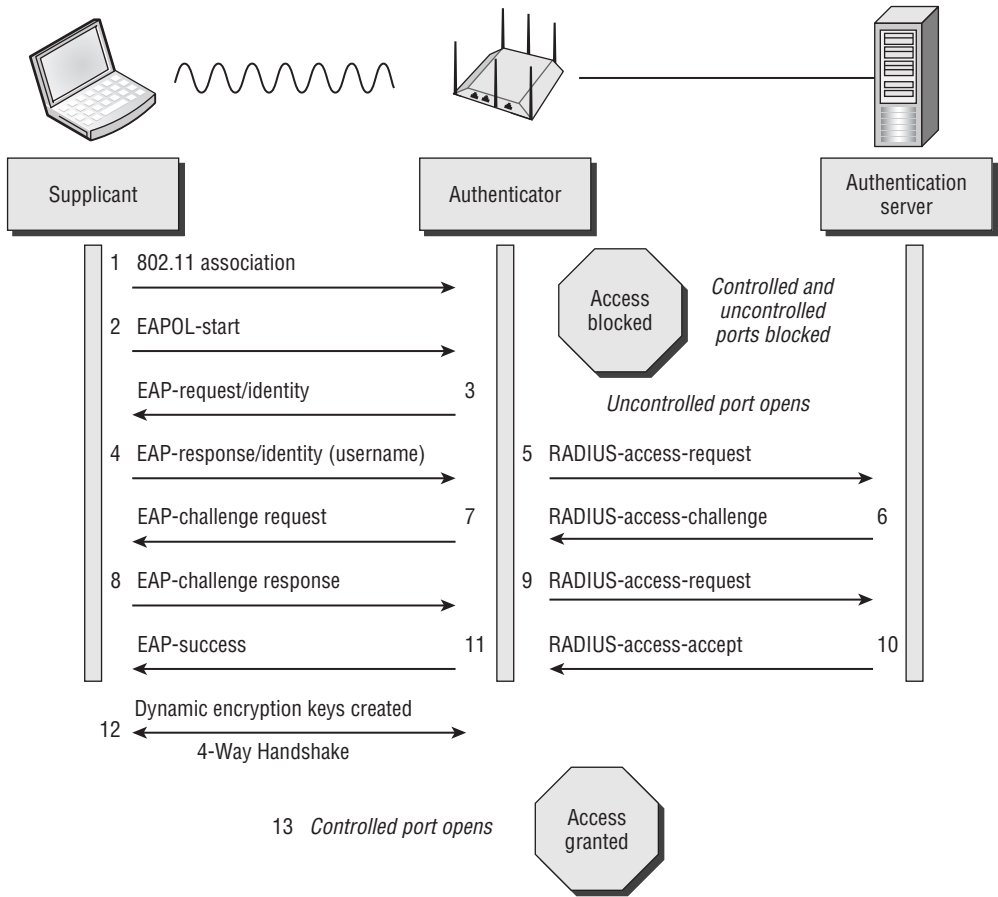 Supplicant
Authenticator
Authentication
server
1 802.11 association
Access
blocked
Controlled and
uncontrolled
ports blocked
2 EAPOL-start
EAP-request/identity 3
Uncontrolled port opens
4 EAP-response/identity (username)
5 RADIUS-access-request
EAP-challenge request 7
RADIUS-access-challenge 6
8 EAP-challenge response
9 RADIUS-access-request
EAP-success 11
RADIUS-access-accept 10
Dynamic encryption keys created
12
4-Way Handshake
13 Controlled port opens
Access
granted